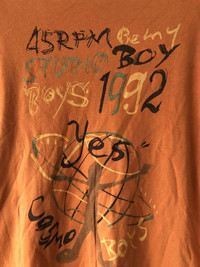 45RPM Beny
STUDIO BOY
BOYS 1992
Yes
Cosmo
BOYS